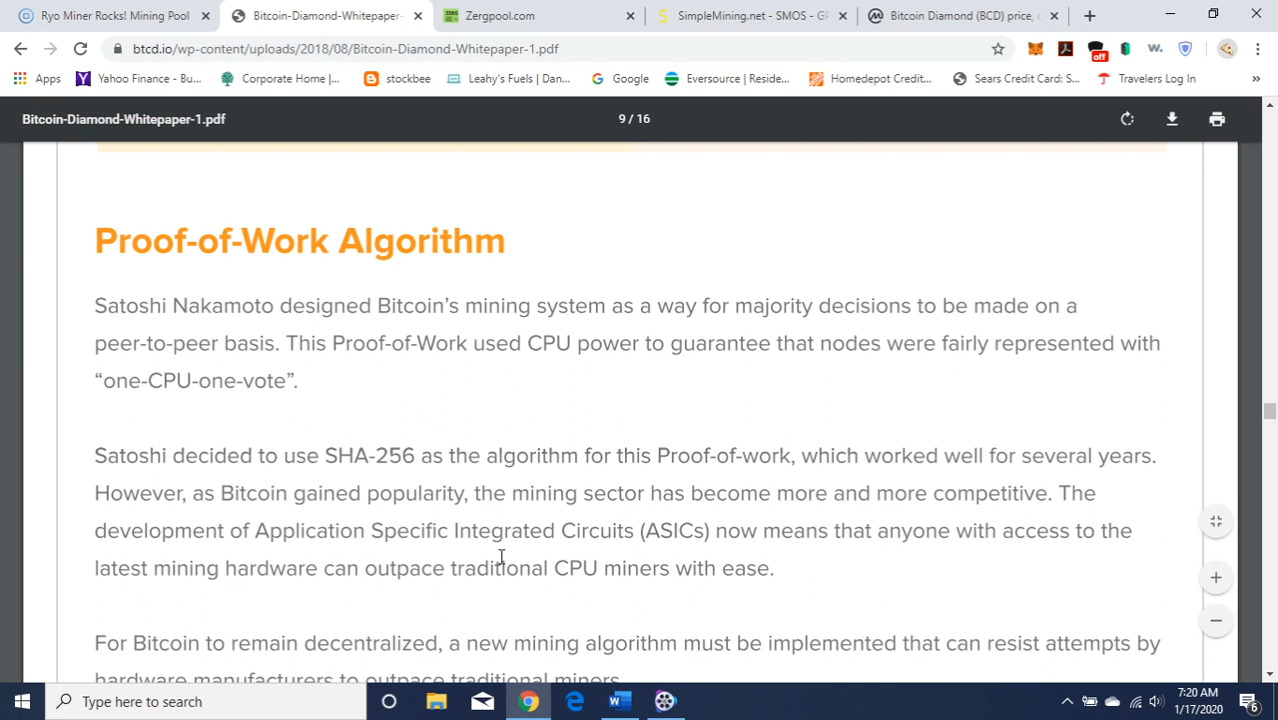 Ryo Miner Rocks! Mining Pool
Bitcoin-Diamond-Whitepaper-
Zergpool.com
SimpleMining.net - SMOS - GP
Bitcoin Diamond (BCD) price, c
btcd.io/wp-content/uploads/2018/08/Bitcoin-Diamond-Whitepaper-1.pdf
off
w.
Apps
Yahoo Finance - Bu...
Corporate Home |...
stockbee
Leahy's Fuels | Dan...
Google
Eversource | Reside...
Homedepot Credit...
Sears Credit Card: S...
Travelers Log In
»
Bitcoin-Diamond-Whitepaper-1.pdf
9 / 16
Proof-of-Work Algorithm
Satoshi Nakamoto designed Bitcoin’s mining system as a way for majority decisions to be made on a
peer-to-peer basis. This Proof-of-Work used CPU power to guarantee that nodes were fairly represented with
“one-CPU-one-vote”.
Satoshi decided to use SHA-256 as the algorithm for this Proof-of-work, which worked well for several years.
However, as Bitcoin gained popularity, the mining sector has become more and more competitive. The
development of Application Specific Integrated Circuits (ASICs) now means that anyone with access to the
latest mining hardware can outpace traditional CPU miners with ease.
For Bitcoin to remain decentralized, a new mining algorithm must be implemented that can resist attempts by
hardware manufacturers to outpace traditional miners.
Type here to search
7:20 AM
1/17/2020
6